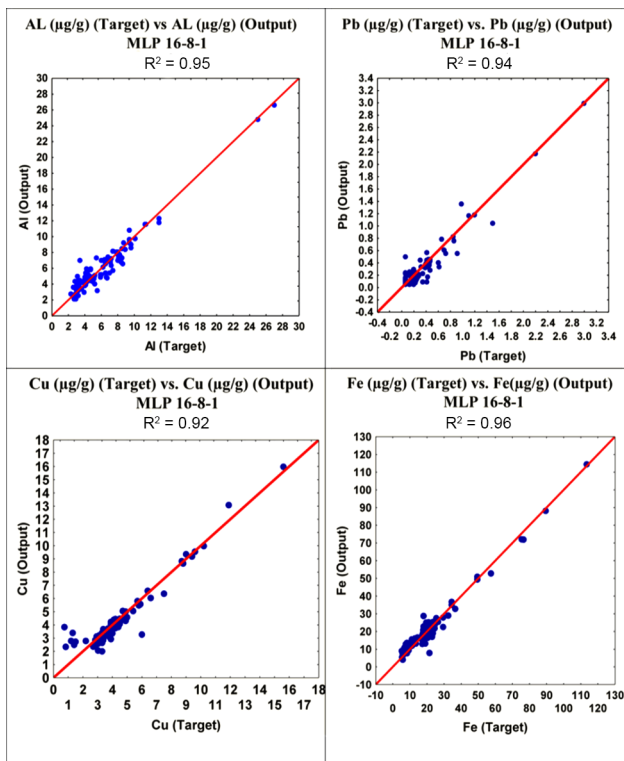 AL (µg/g) (Target) vs AL (µg/g) (Output)
MLP 16-8-1
R² = 0.95
30
28
26
24
22
20
18
16
14
12
10
8
6
4
2
0
0 2 4 6 8 10 12 14 16 18 20 22 24 26 28 30
Al (Output)
Al (Target)
Pb (µg/g) (Target) vs. Pb (µg/g) (Output)
MLP 16-8-1
R² = 0.94
3.4
3.2
3.0
2.8
2.6
2.4
2.2
2.0
1.8
1.6
1.4
1.2
1.0
0.8
0.6
0.4
0.2
0.0
-0.2
-0.4
-0.4 0.0 0.4 0.8 1.2 1.6 2.0 2.4 2.8 3.2
-0.2 0.2 0.6 1.0 1.4 1.8 2.2 2.6 3.0 3.4
Pb (Output)
Pb (Target)
Cu (µg/g) (Target) vs. Cu (µg/g) (Output)
MLP 16-8-1
R² = 0.92
18
17
16
15
14
13
12
11
10
9
8
7
6
5
4
3
2
1
0
0 2 4 6 8 10 12 14 16 18
1 3 5 7 9 11 13 15 17
Cu (Output)
Cu (Target)
Fe (µg/g) (Target) vs. Fe(µg/g) (Output)
MLP 16-8-1
R² = 0.96
130
120
110
100
90
80
70
60
50
40
30
20
10
0
-10
-10 10 20 30 40 50 60 70 80 90 100 110 120 130
0
Fe (Output)
Fe (Target)